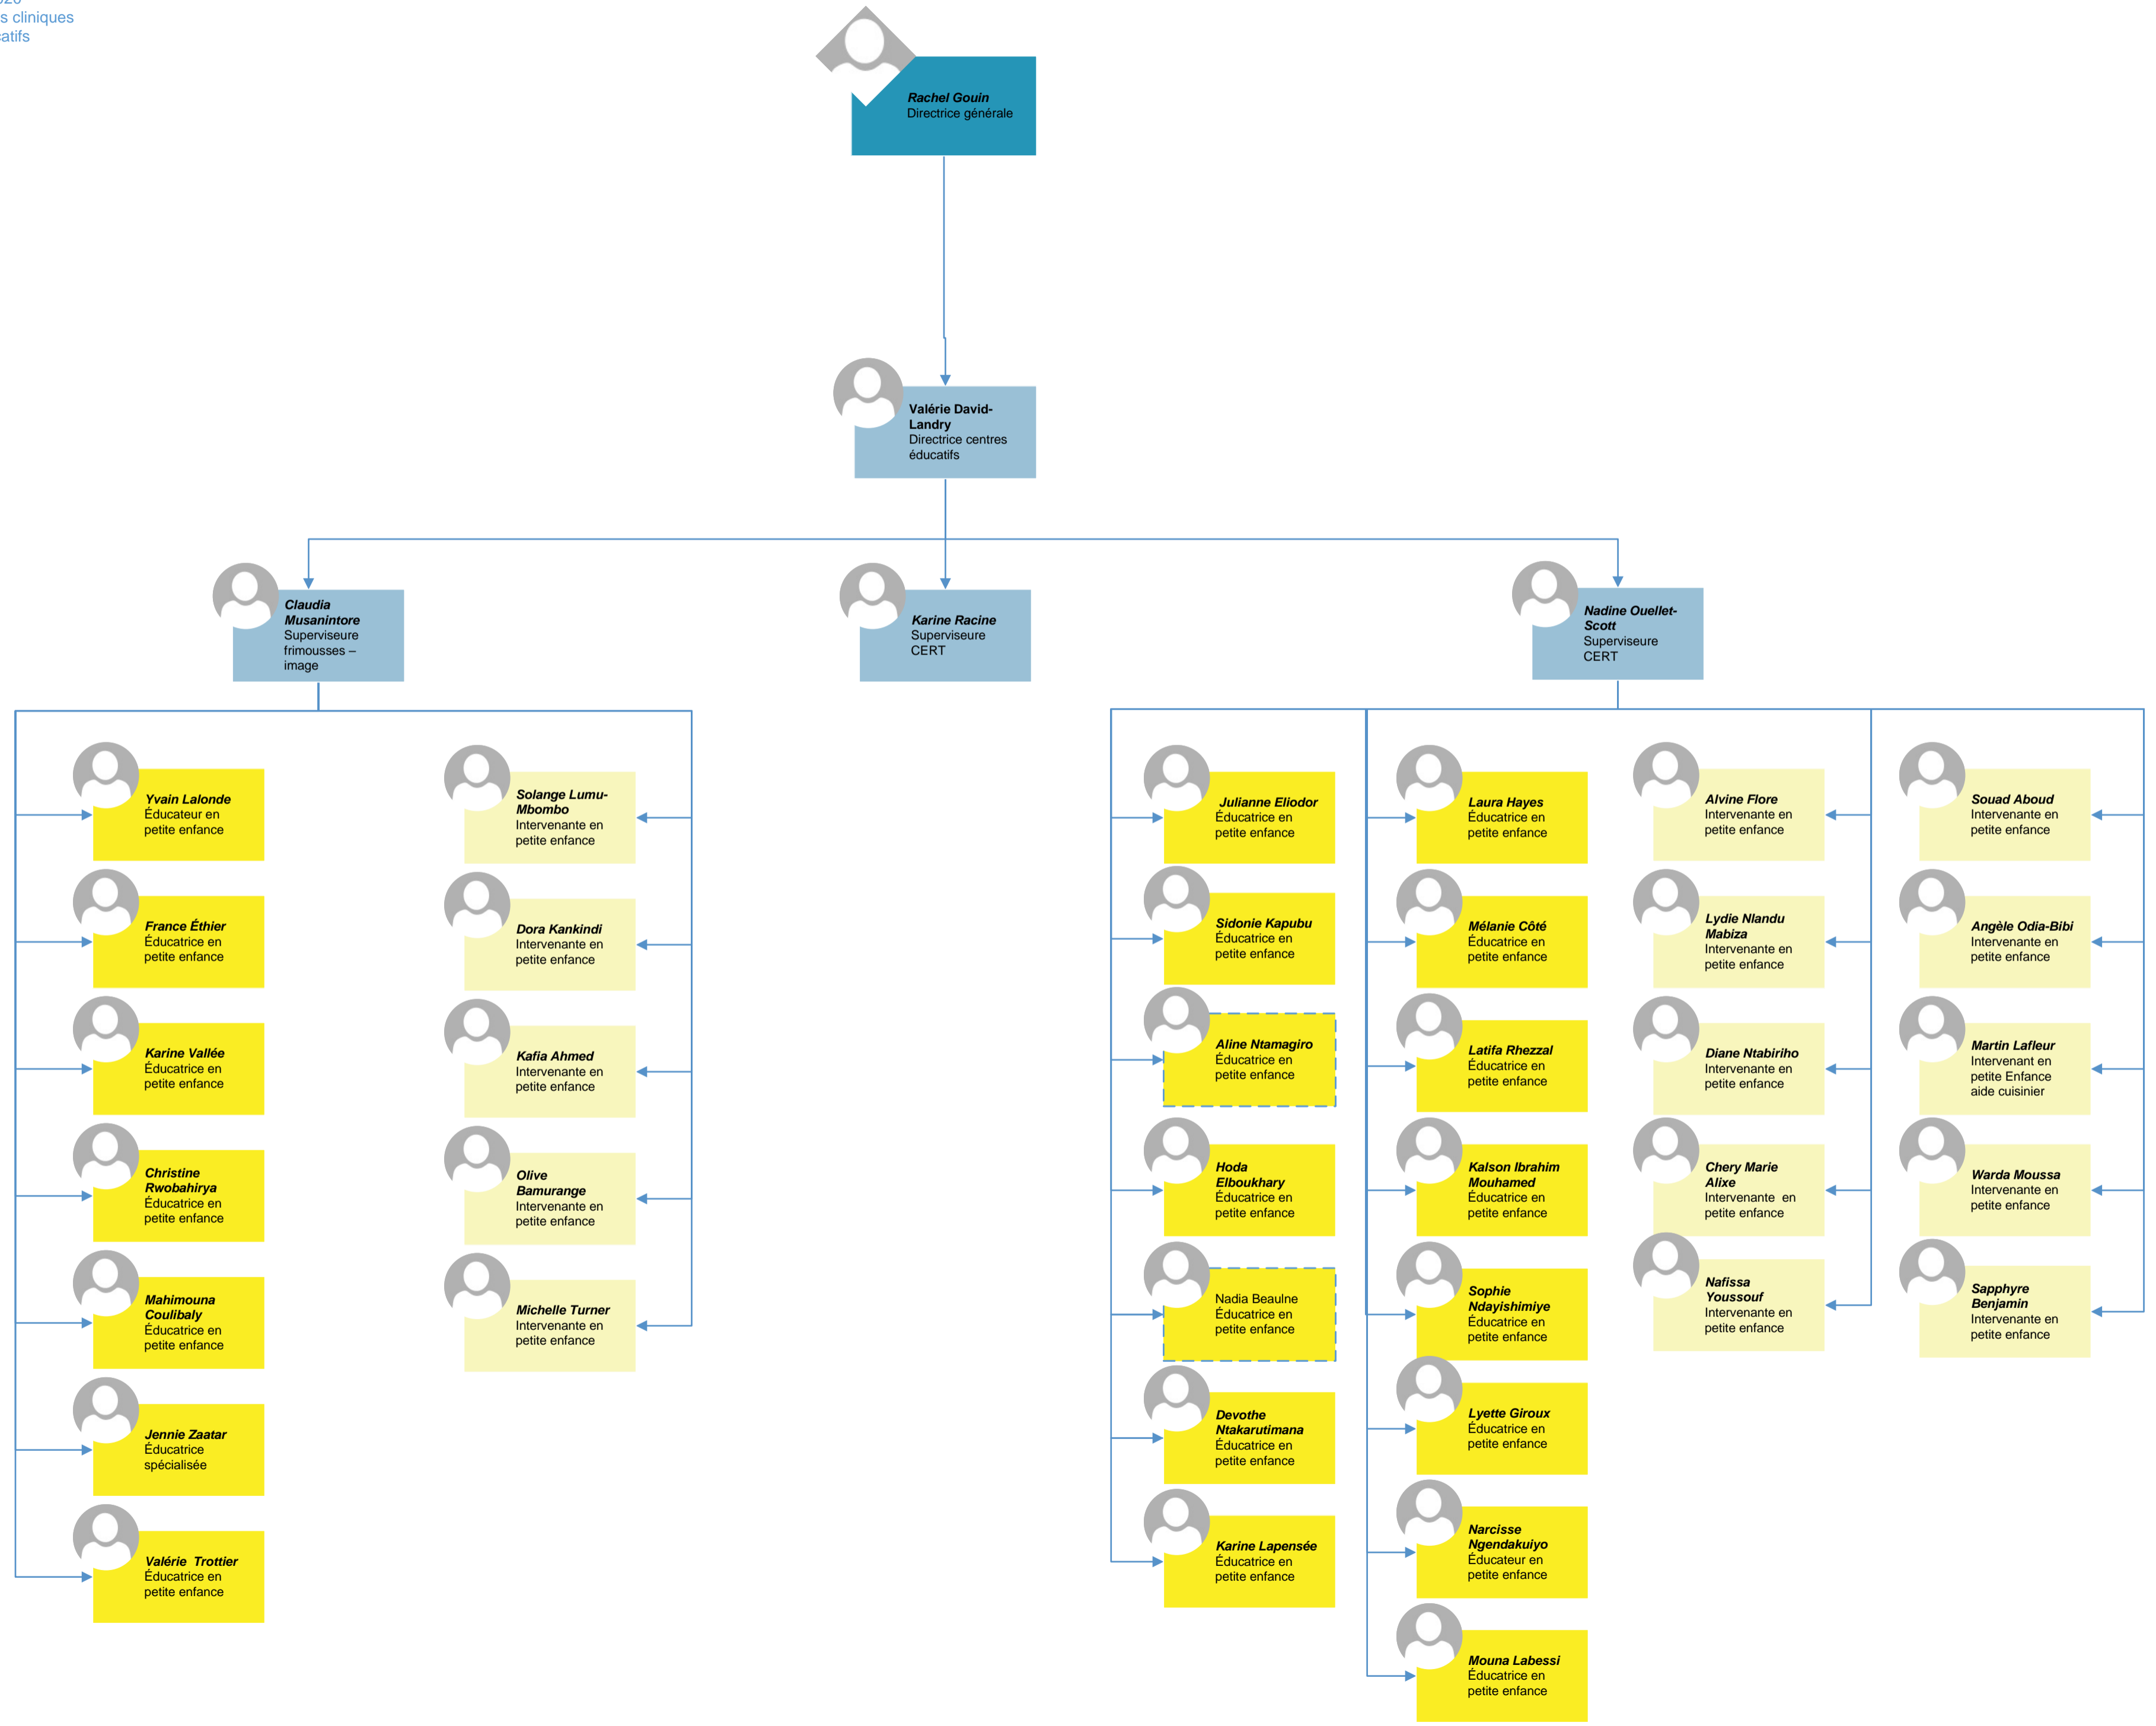 s cliniques
Rachel Gouin
Directrice générale
Valérie David-
Landry
Directrice centres
éducatifs
Claudia
Musanintore
Superviseure
frimousses –
image
Karine Racine
Superviseure
CERT
Nadine Ouellet-
Scott
Superviseure
CERT
Yvain Lalonde
Éducateur en
petite enfance
France Éthier
Éducatrice en
petite enfance
Karine Vallée
Éducatrice en
petite enfance
Christine
Rwobahirya
Éducatrice en
petite enfance
Mahimouna
Coulibaly
Éducatrice en
petite enfance
Jennie Zaatar
Éducatrice
spécialisée
Valérie  Trottier
Éducatrice en
petite enfance
Solange Lumu-
Mbombo
Intervenante en
petite enfance
Dora Kankindi
Intervenante en
petite enfance
Kafia Ahmed
Intervenante en
petite enfance
Olive
Bamurange
Intervenante en
petite enfance
Michelle Turner
Intervenante en
petite enfance
Julianne Eliodor
Éducatrice en
petite enfance
Sidonie Kapubu
Éducatrice en
petite enfance
Aline Ntamagiro
Éducatrice en
petite enfance
Hoda
Elboukhary
Éducatrice en
petite enfance
Nadia Beaulne
Éducatrice en
petite enfance
Devothe
Ntakarutimana
Éducatrice en
petite enfance
Karine Lapensée
Éducatrice en
petite enfance
Laura Hayes
Éducatrice en
petite enfance
Mélanie Côté
Éducatrice en
petite enfance
Latifa Rhezzal
Éducatrice en
petite enfance
Kalson Ibrahim
Mouhamed
Éducatrice en
petite enfance
Sophie
Ndayishimiye
Éducatrice en
petite enfance
Lyette Giroux
Éducatrice en
petite enfance
Narcisse
Ngendakuiyo
Éducateur en
petite enfance
Mouna Labessi
Éducatrice en
petite enfance
Alvine Flore
Intervenante en
petite enfance
Lydie Nlandu
Mabiza
Intervenante en
petite enfance
Diane Ntabiriho
Intervenante en
petite enfance
Chery Marie
Alixe
Intervenante  en
petite enfance
Nafissa
Youssouf
Intervenante en
petite enfance
Souad Aboud
Intervenante en
petite enfance
Angèle Odia-Bibi
Intervenante en
petite enfance
Martin Lafleur
Intervenant en
petite Enfance
aide cuisinier
Warda Moussa
Intervenante en
petite enfance
Sapphyre
Benjamin
Intervenante en
petite enfance